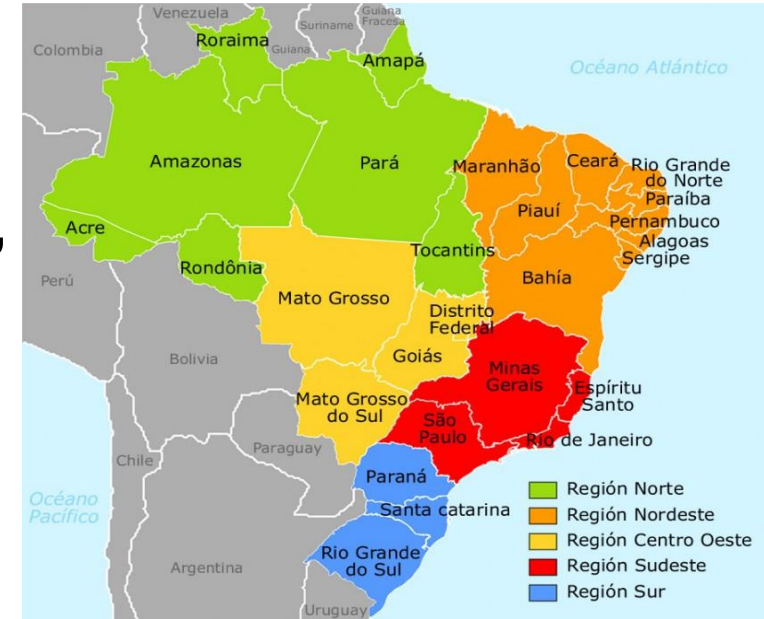 Venezuela
Guiana
Francesa
Suriname
Guiana
Colombia
Roraima
Amapá
Océano Atlántico
Amazonas
Pará
Maranhão
Ceará
Rio Grande
do Norte
Paraíba
Piauí
Pernambuco
Alagoas
Sergipe
Acre
,
Rondônia
Tocantins
Bahía
Perú
Mato Grosso
Distrito
Federal
Goiás
Bolivia
Minas
Gerais
Espíritu
Santo
Mato Grosso
do Sul
São
Paulo
Rio de Janeiro
Paraguay
Chile
Paraná
Océano
Pacífico
Santa catarina
Rio Grande
do Sul
Argentina
Uruguay
Región Norte
Región Nordeste
Región Centro Oeste
Región Sudeste
Región Sur